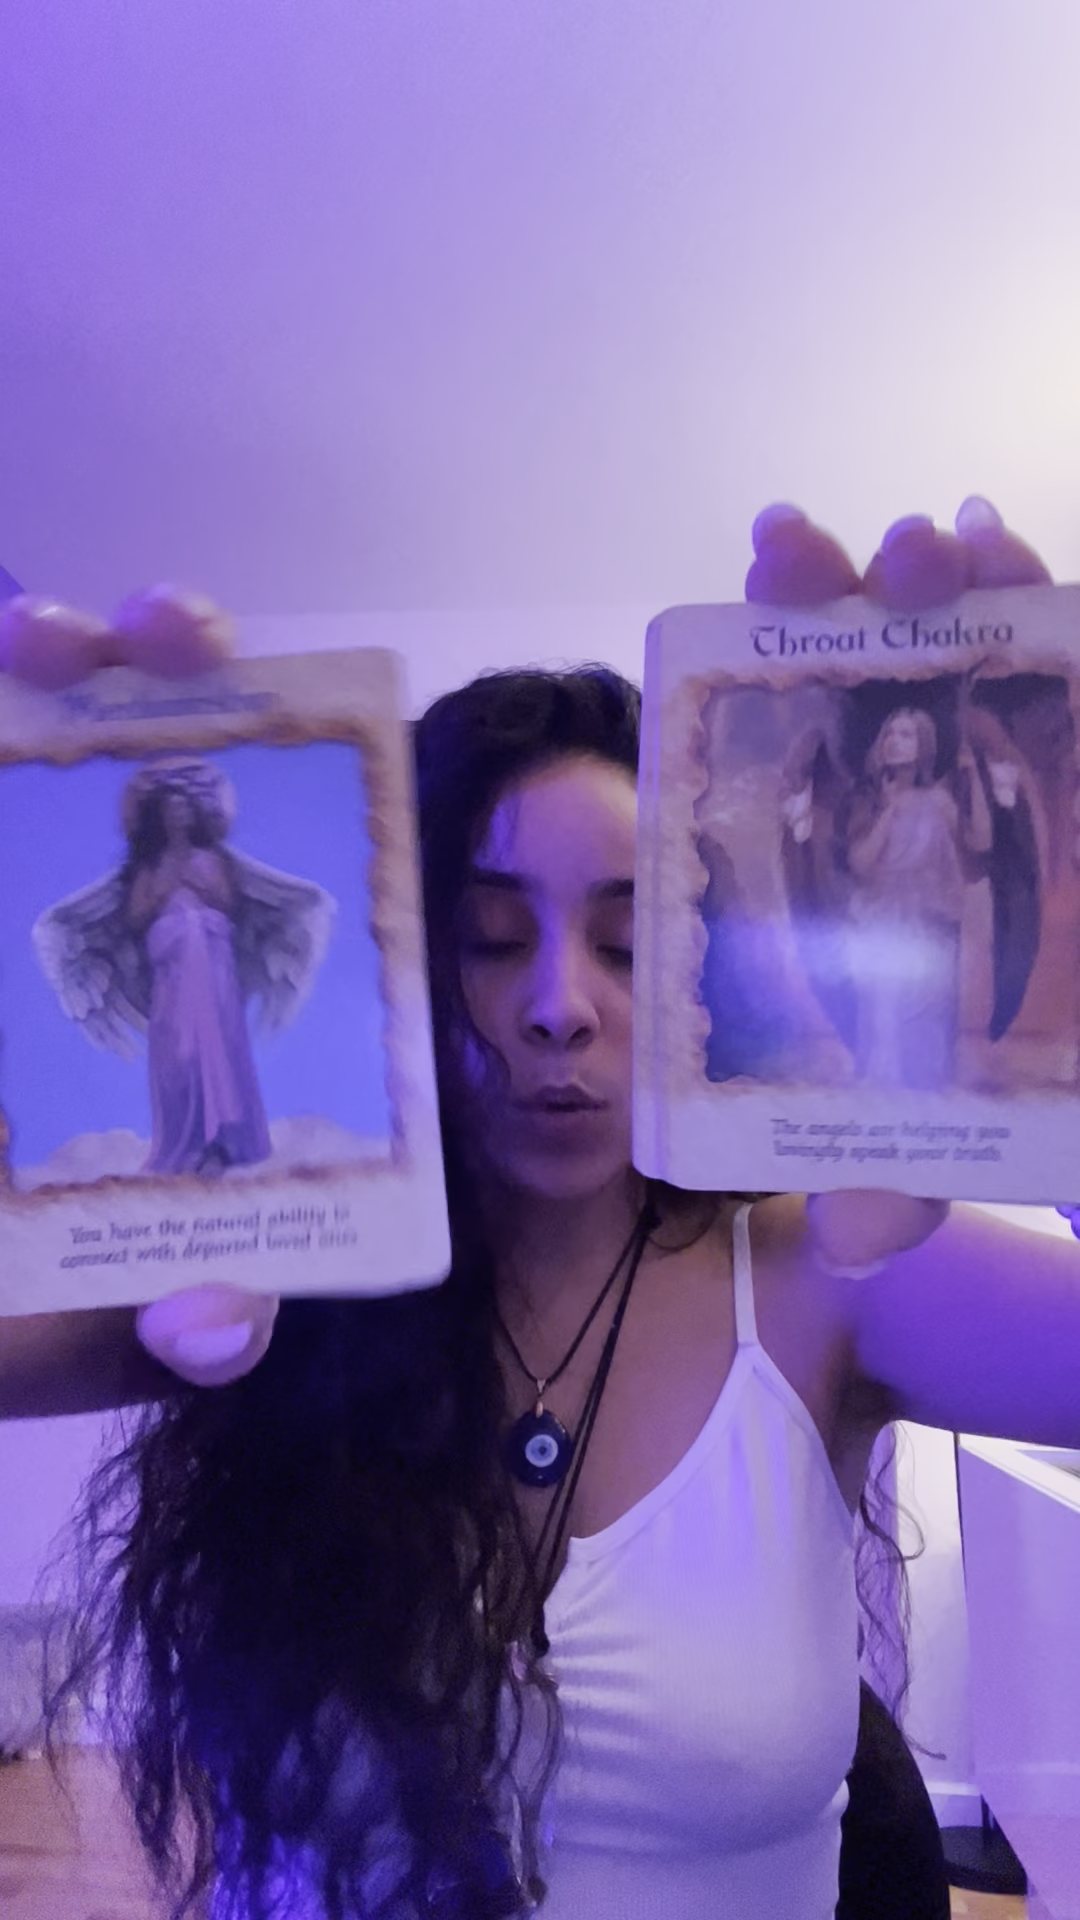 You have the natural ability to
connect with departed loved ones
Throat Chakra
The angels are helping you
lovingly speak your truth.